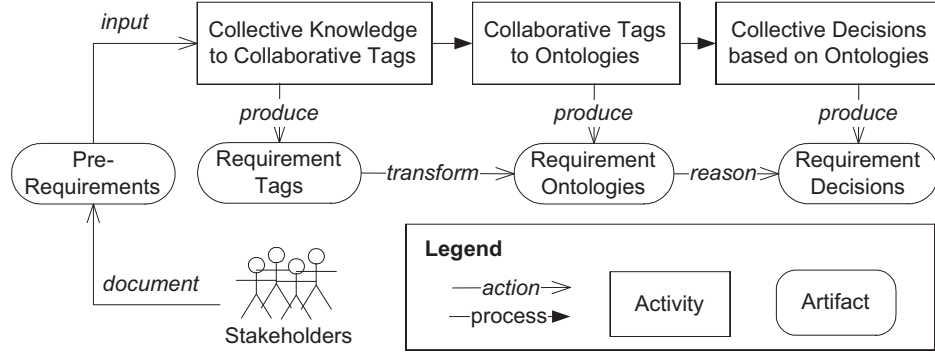 input
Collective Knowledge
to Collaborative Tags
Collaborative Tags
to Ontologies
Collective Decisions
based on Ontologies
produce
produce
produce
Pre-
Requirements
Requirement
Tags
transform
Requirement
Ontologies
reason
Requirement
Decisions
document
Stakeholders
Legend
action
process
Activity
Artifact